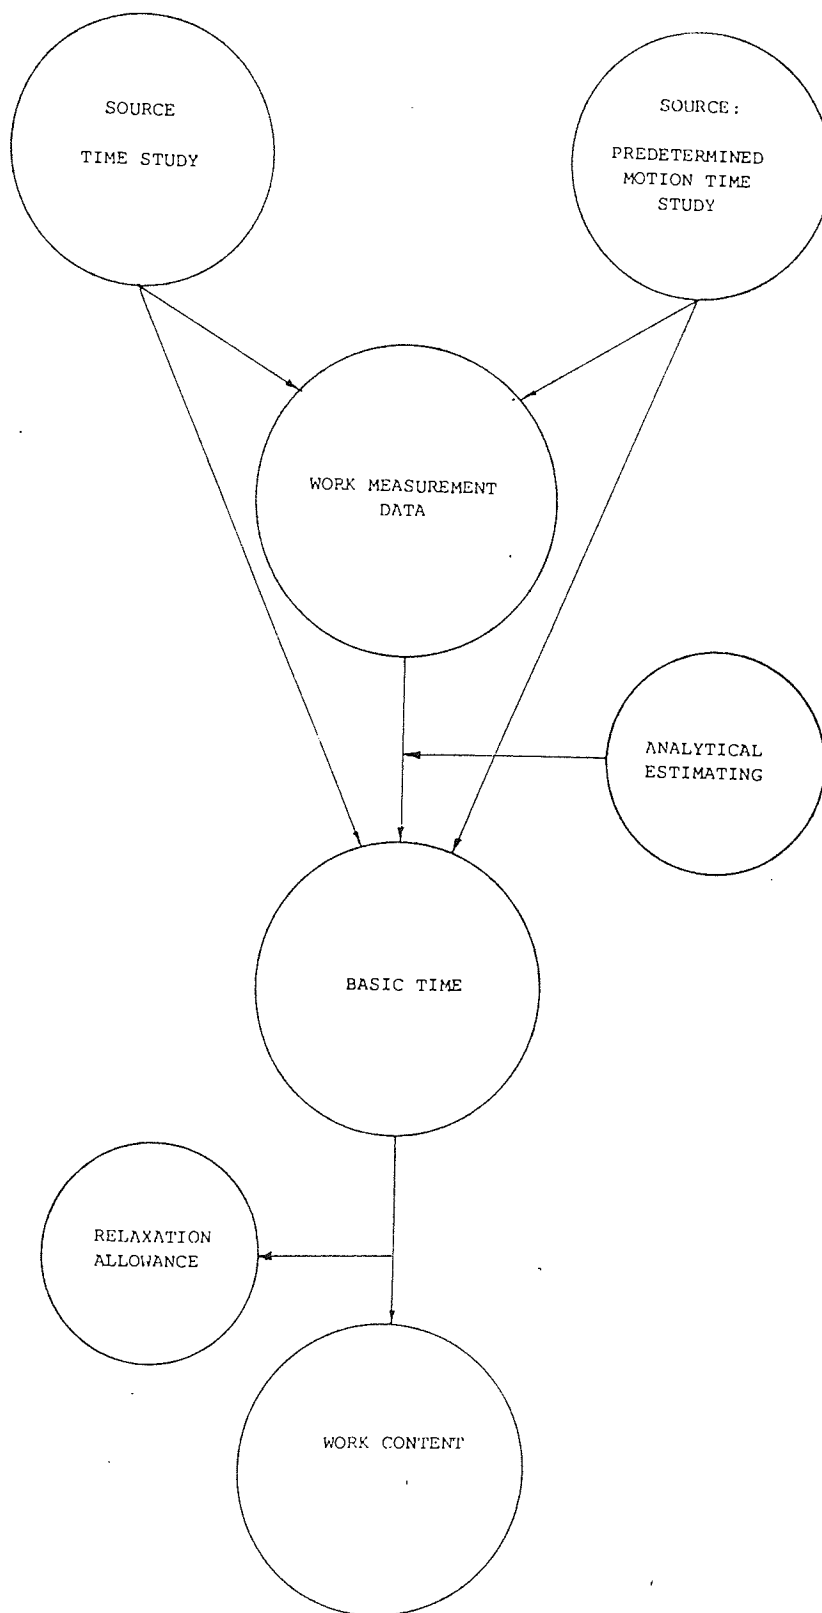 SOURCE
TIME STUDY
SOURCE:
PREDETERMINED
MOTION TIME
STUDY
WORK MEASUREMENT
DATA
ANALYTICAL
ESTIMATING
BASIC TIME
RELAXATION
ALLOWANCE
WORK CONTENT